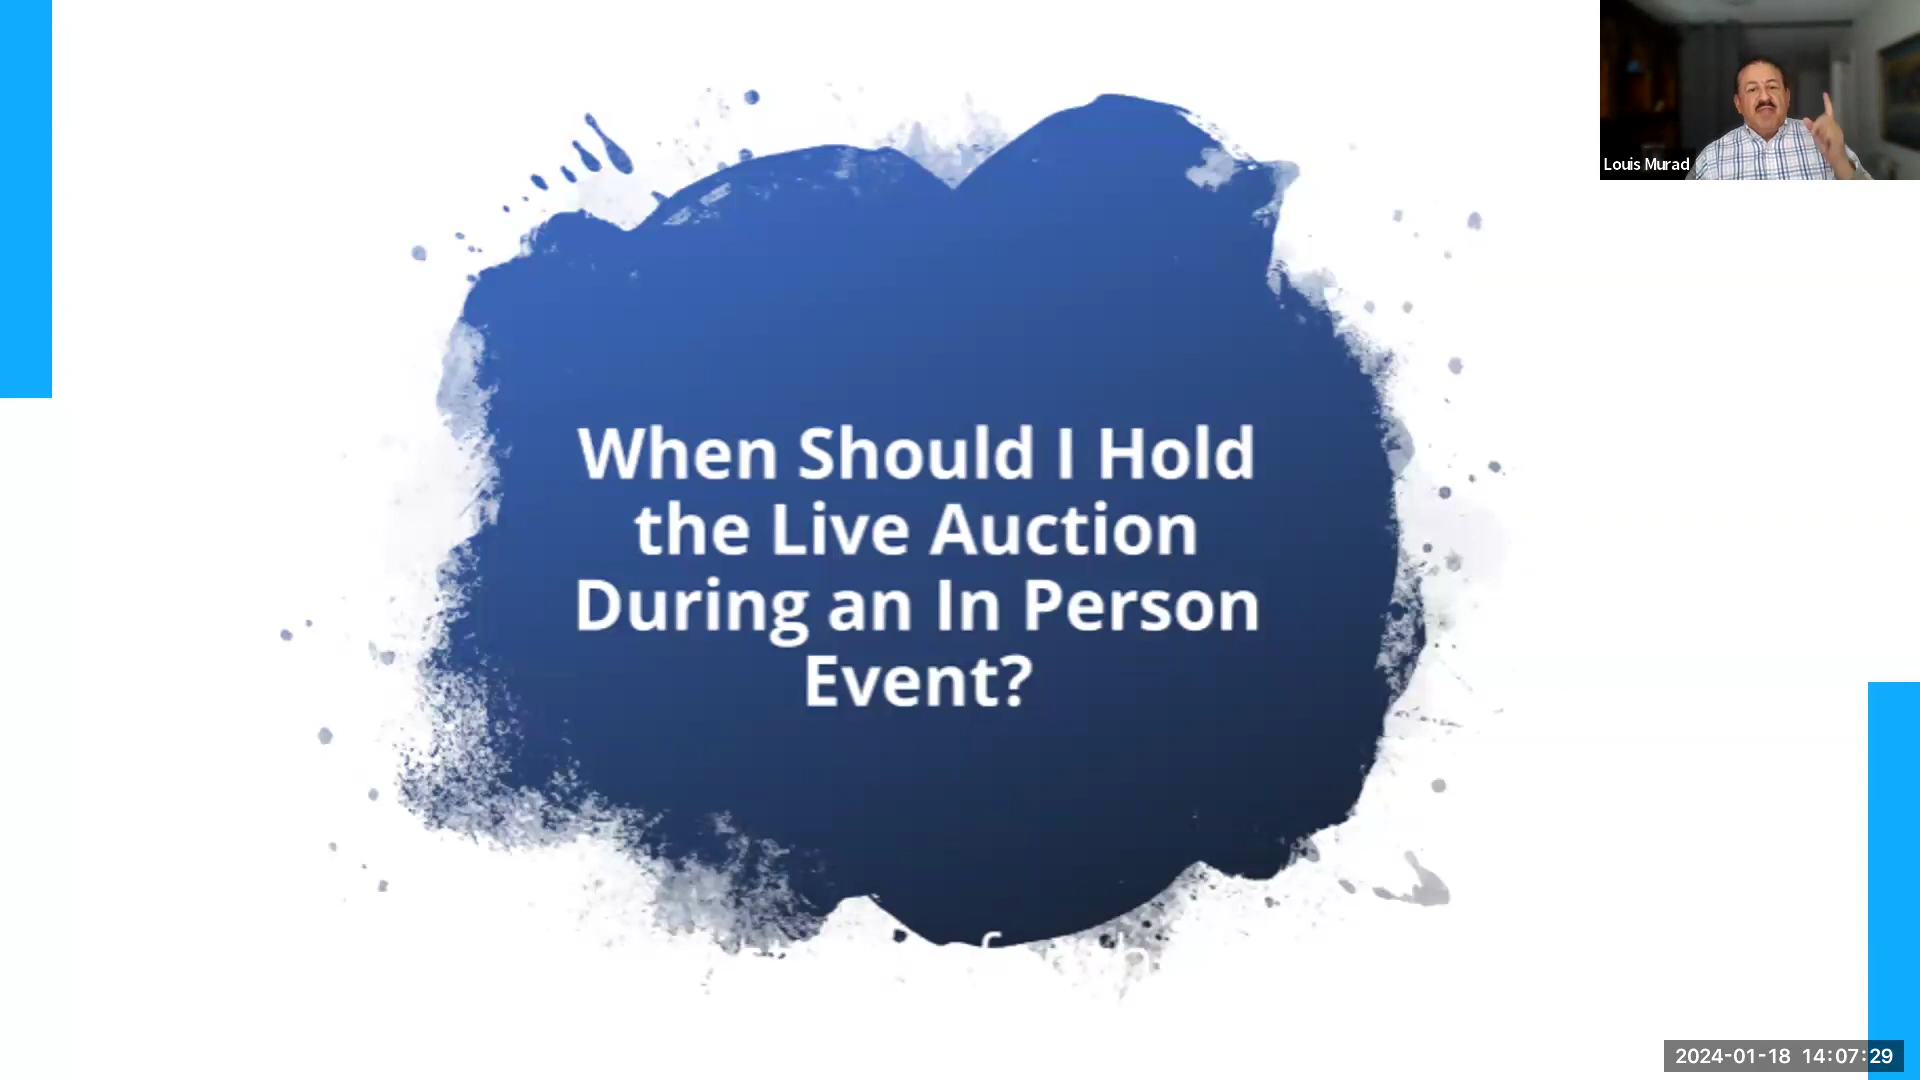 Louis Murad
When Should I Hold
the Live Auction
During an In Person
Event?
2024-01-18 14:07:29